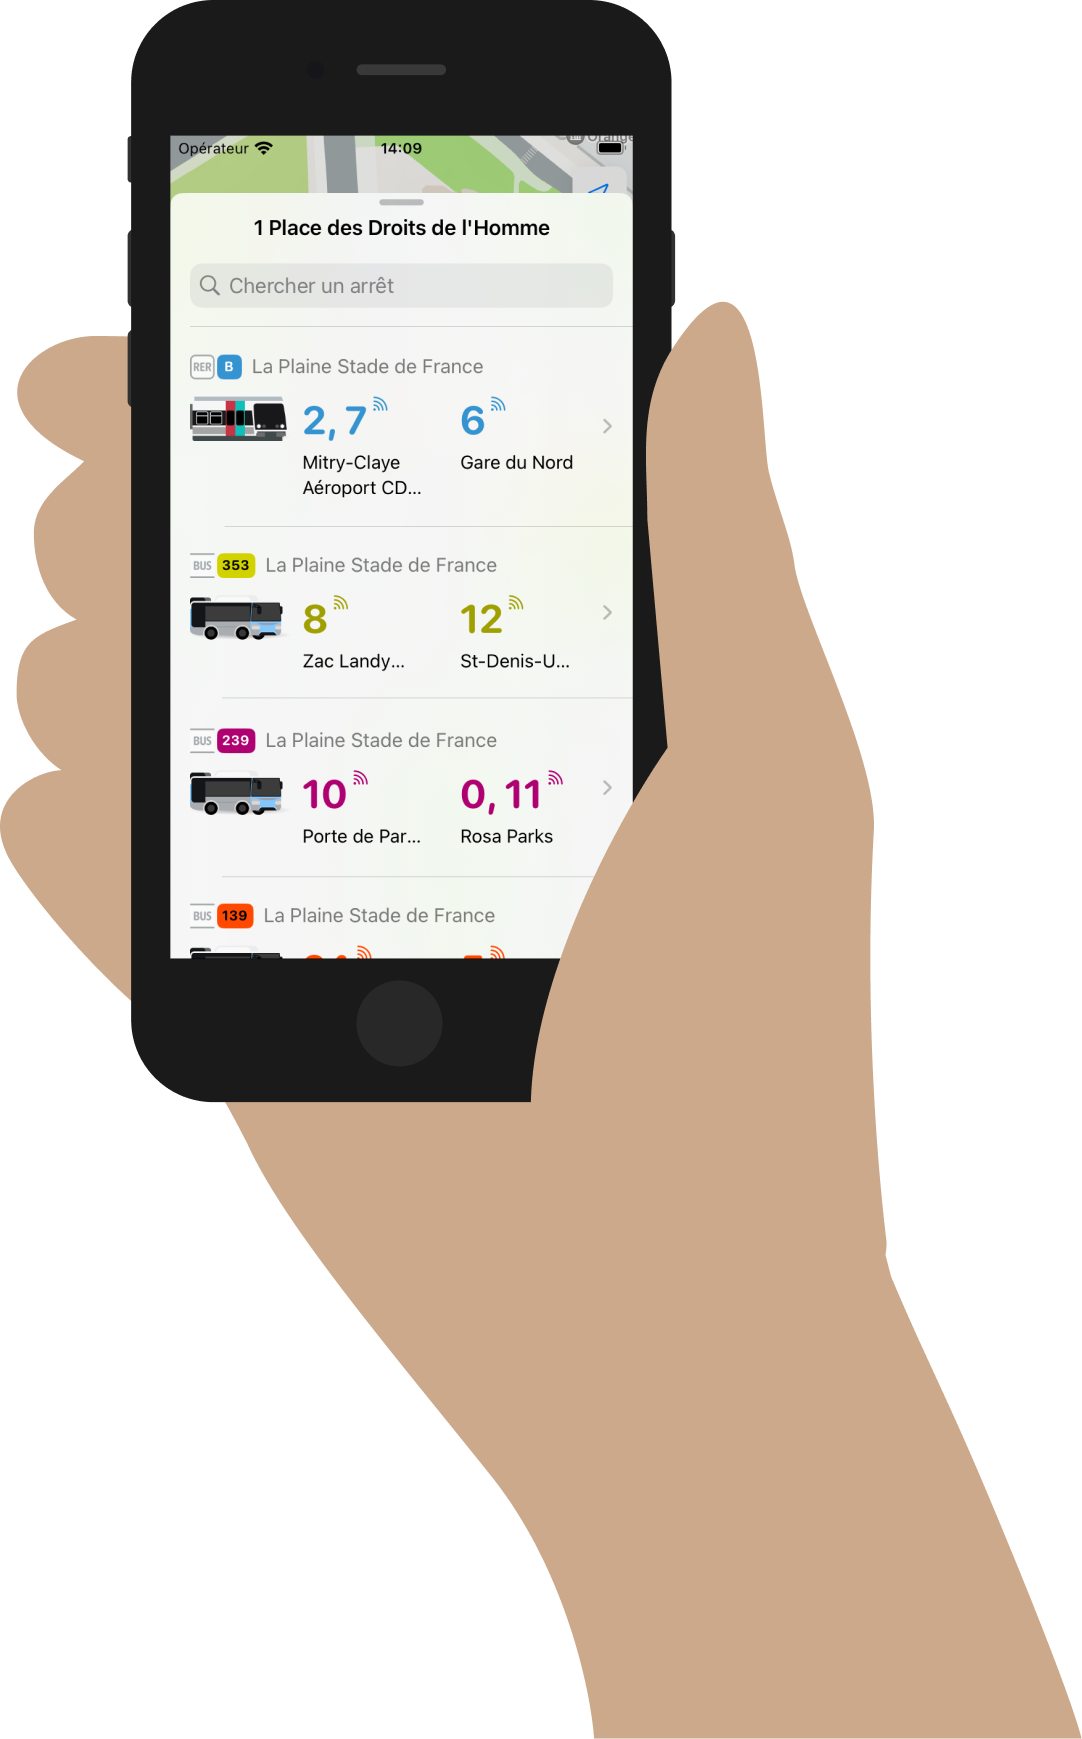 Orange
Opérateur 14:09
1 Place des Droits de l'Homme
Chercher un arrêt
RER B La Plaine Stade de France
2, 7 6
Mitry-Claye Gare du Nord
Aéroport CD...
BUS 353 La Plaine Stade de France
8 12
Zac Landy... St-Denis-U...
BUS 239 La Plaine Stade de France
10 0, 11
Porte de Par... Rosa Parks
BUS 139 La Plaine Stade de France